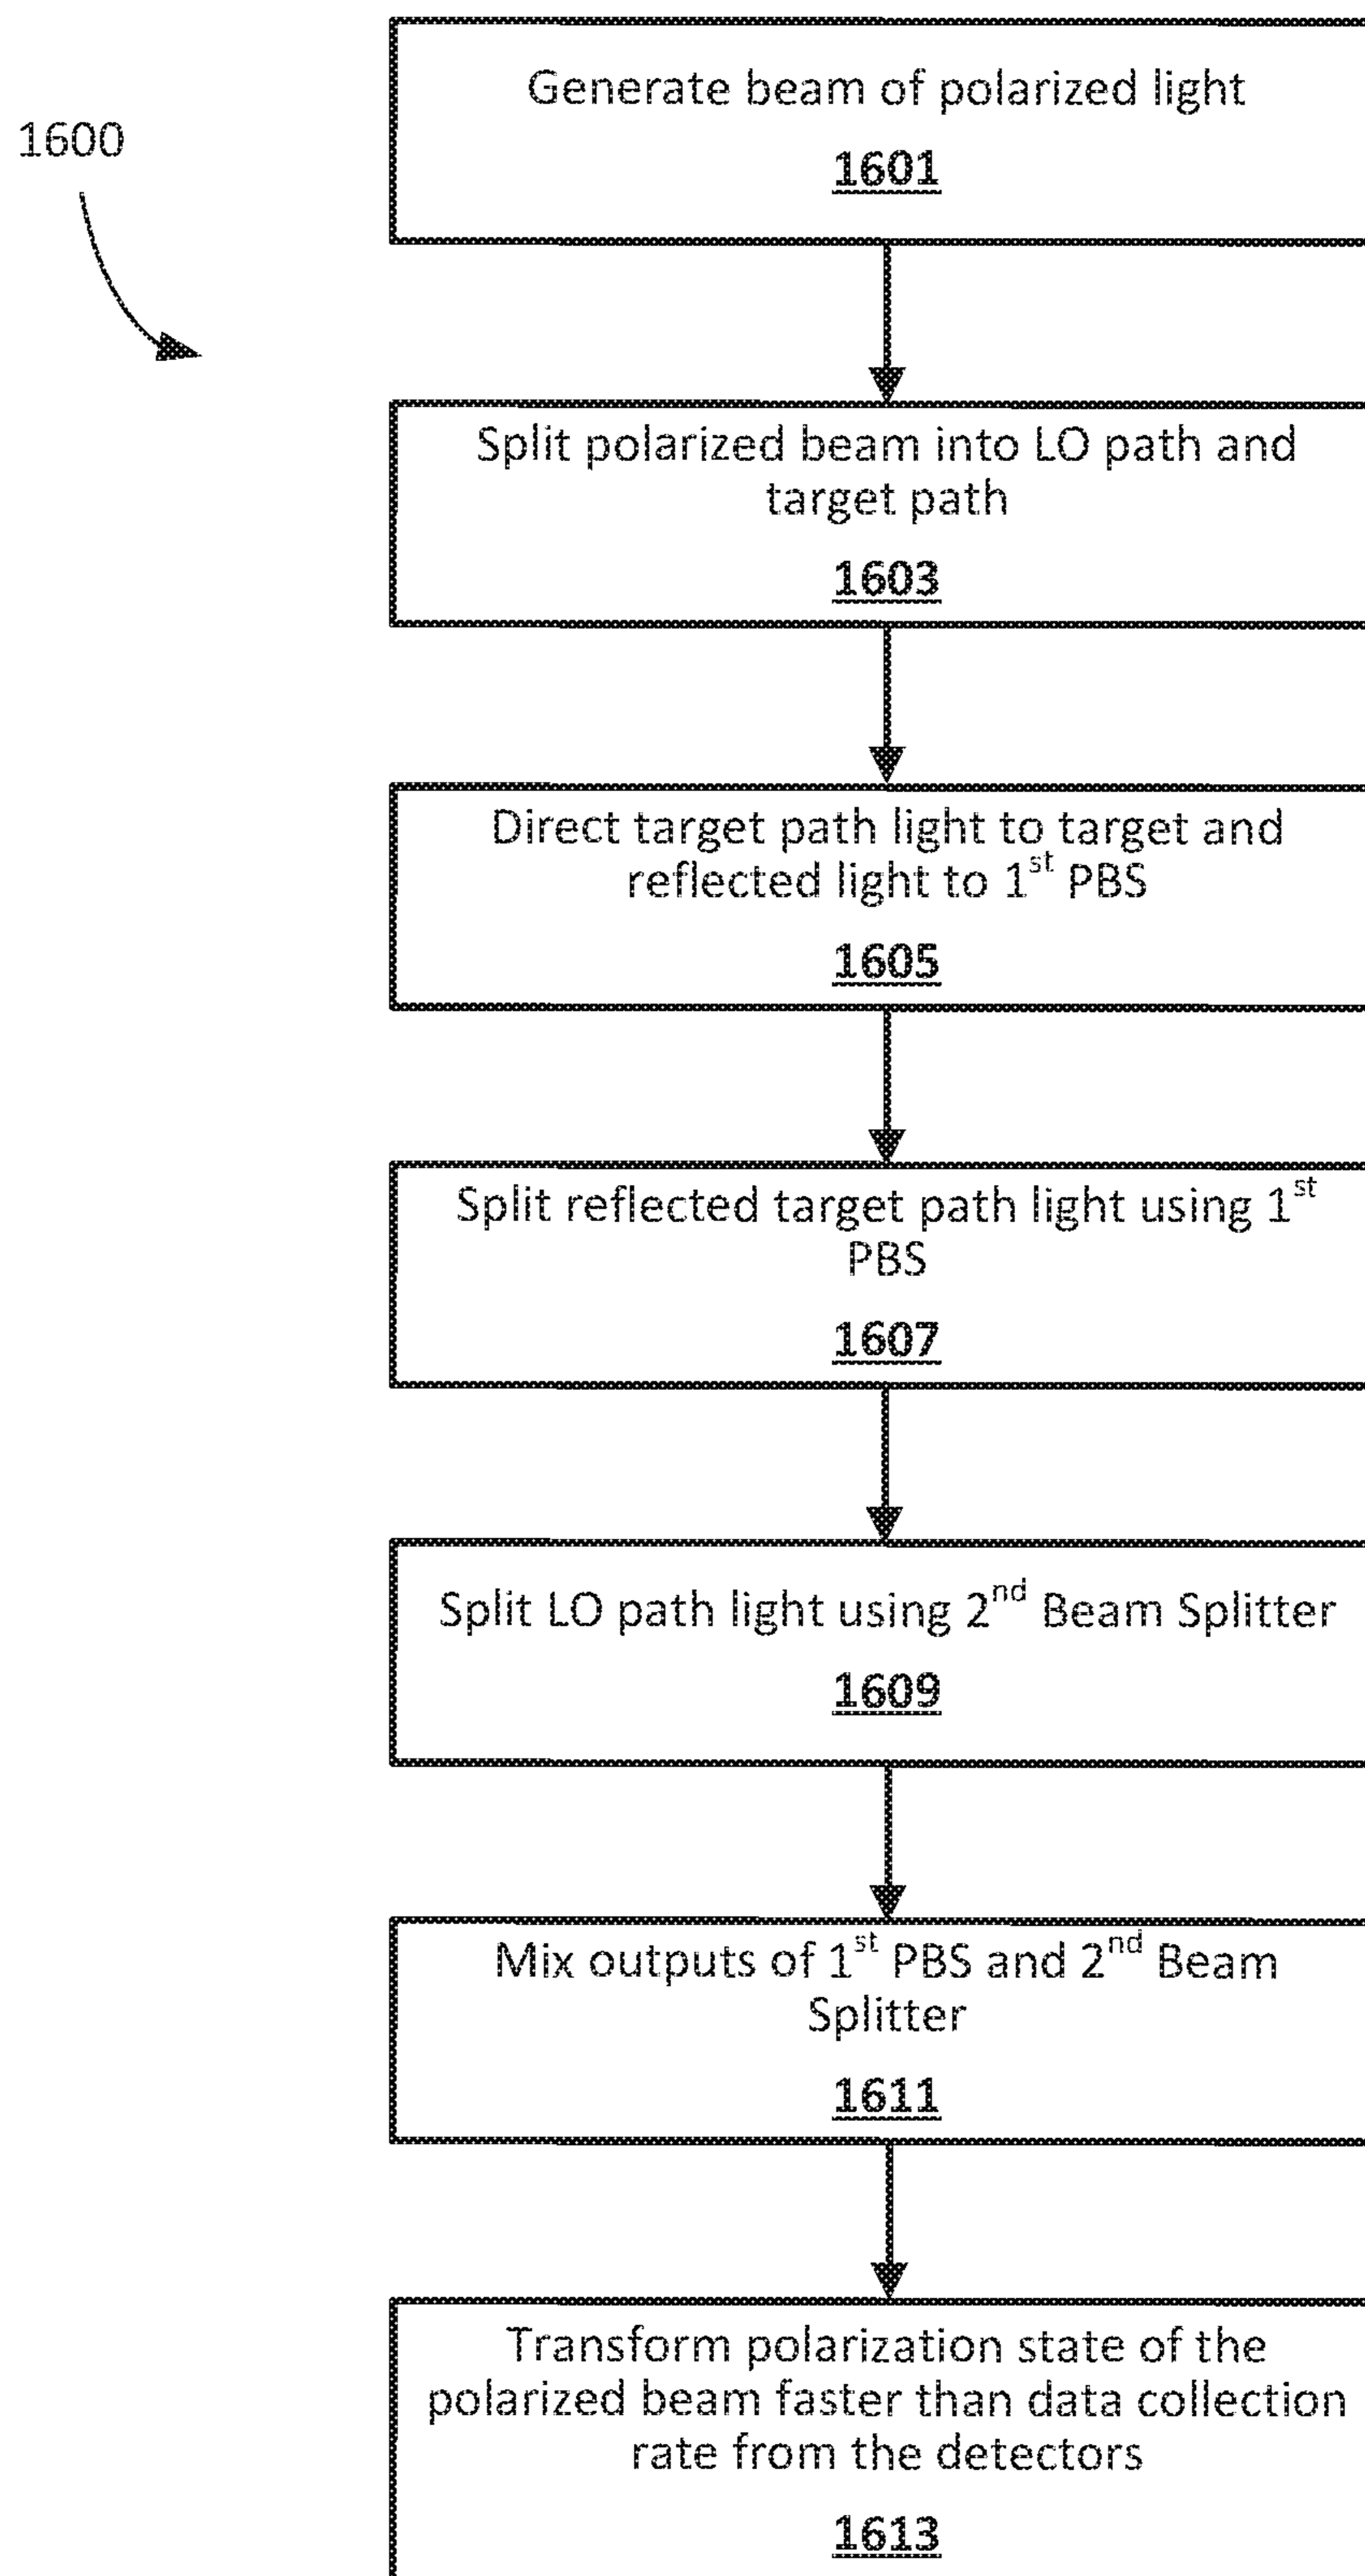 1600
Generate beam of polarized light
1601
Split polarized beam into LO path and
target path
1603
Direct target path light to target and
reflected light to 1st PBS
1605
Split reflected target path light using 1st
PBS
1607
Split LO path light using 2nd Beam Splitter
1609
Mix outputs of 1st PBS and 2nd Beam
Splitter
1611
Transform polarization state of the
polarized beam faster than data collection
rate from the detectors
1613